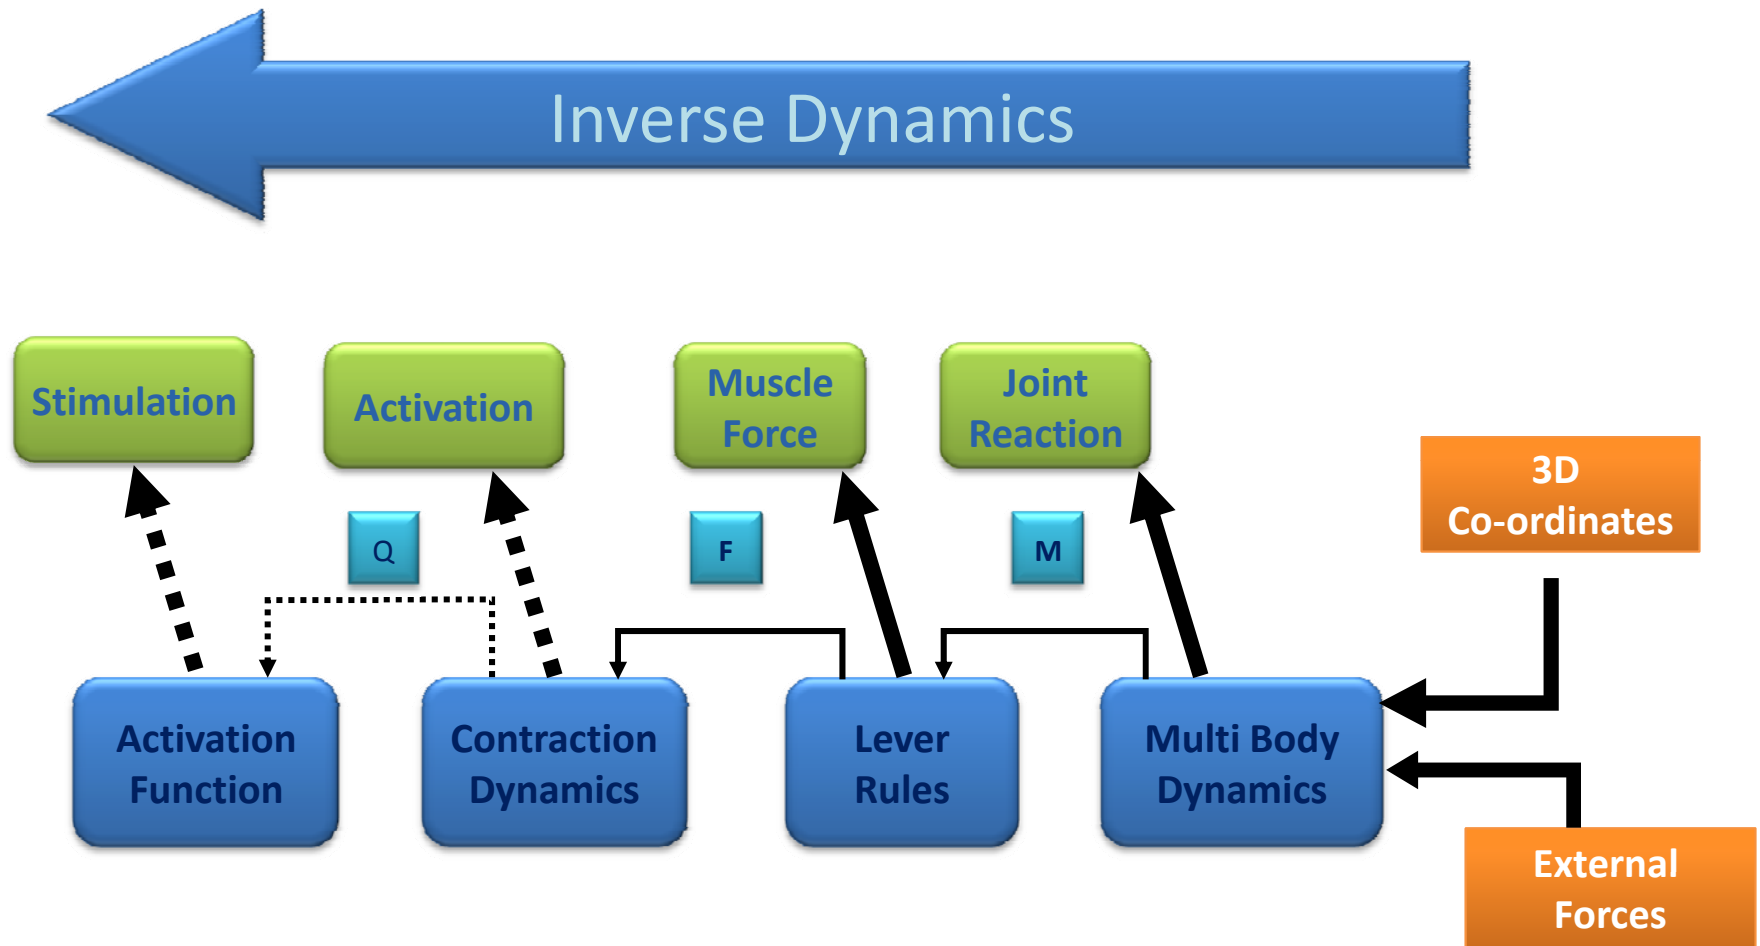 Inverse Dynamics
Stimulation
Activation
Muscle
Force
Joint
Reaction
3D
Co-ordinates
Q
F
M
Activation
Function
Contraction
Dynamics
Lever
Rules
Multi Body
Dynamics
External
Forces